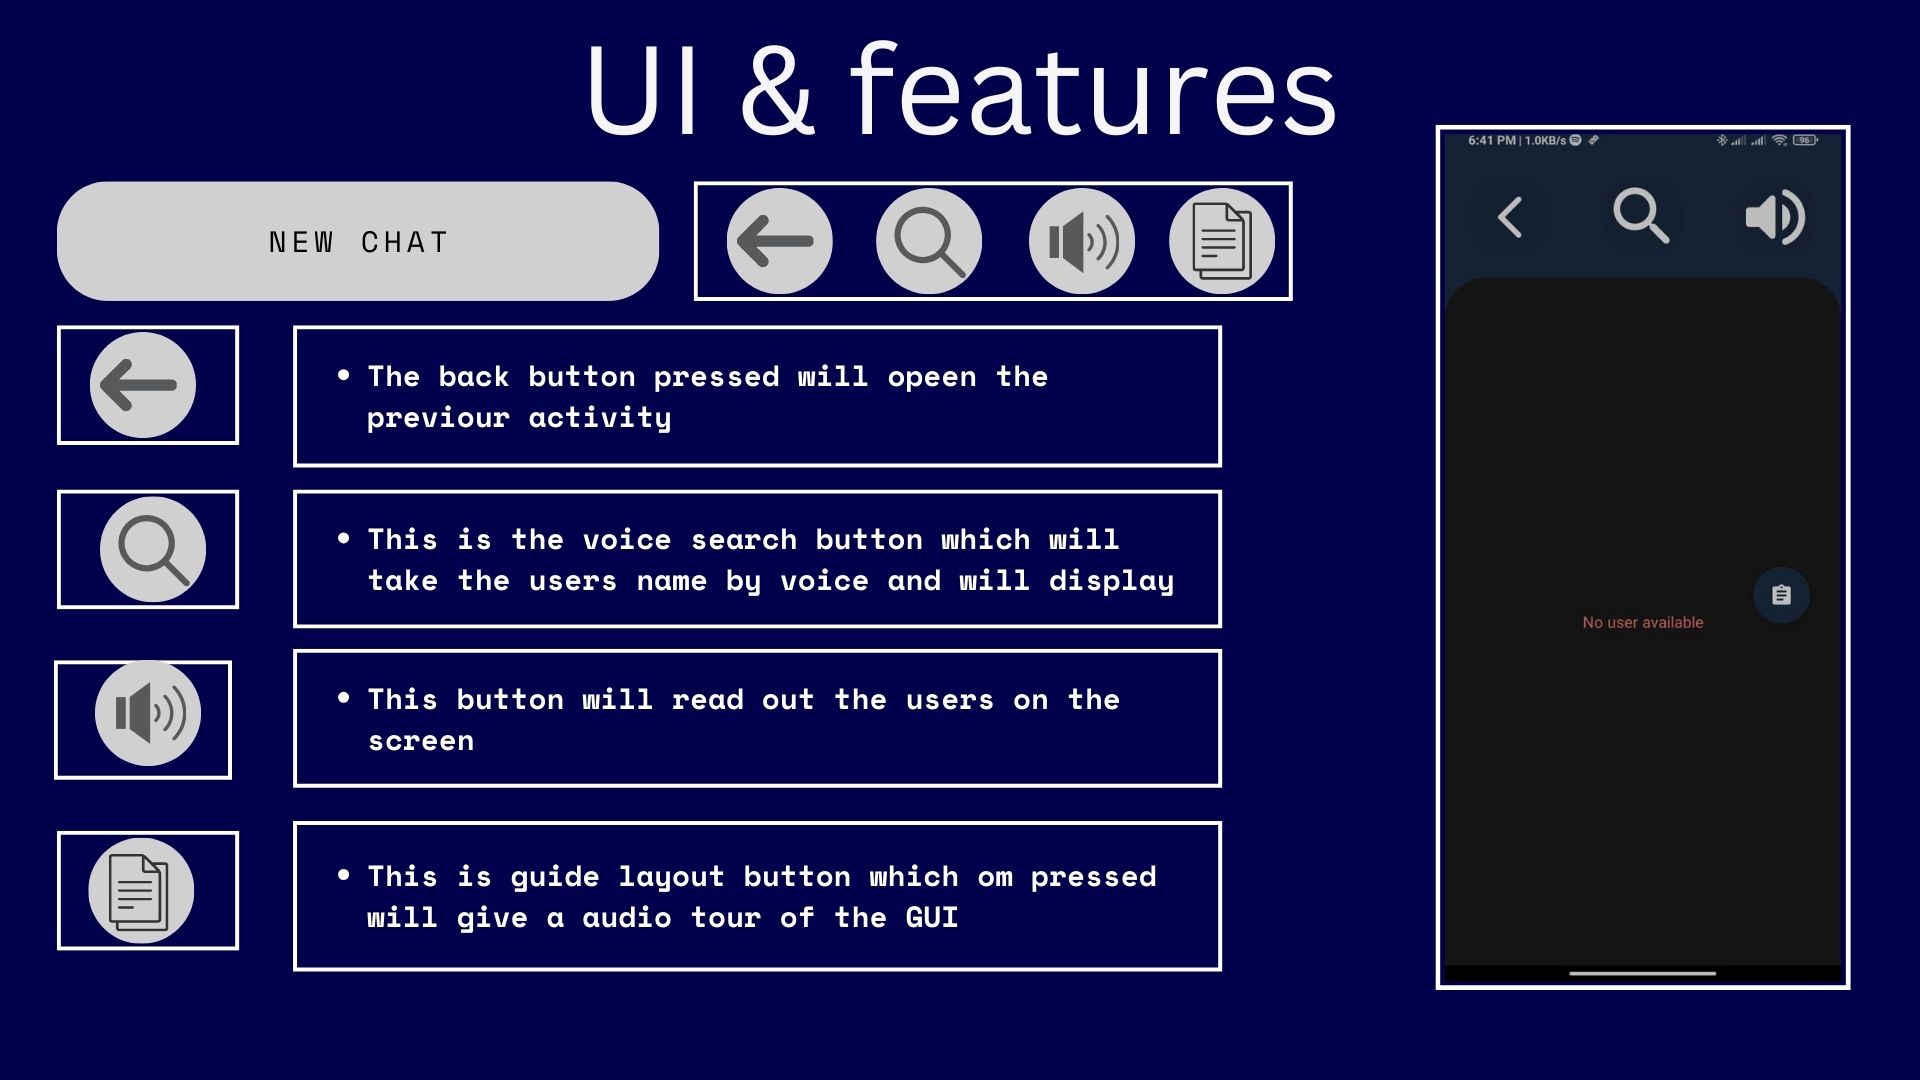 UI & features
NEW CHAT
The back button pressed will opeen the
previour activity
This is the voice search button which will
take the users name by voice and will display
This button will read out the users on the
screen
This is guide layout button which om pressed
will give a audio tour of the GUI
6:41 PM | 1.0KB/s
96
No user available